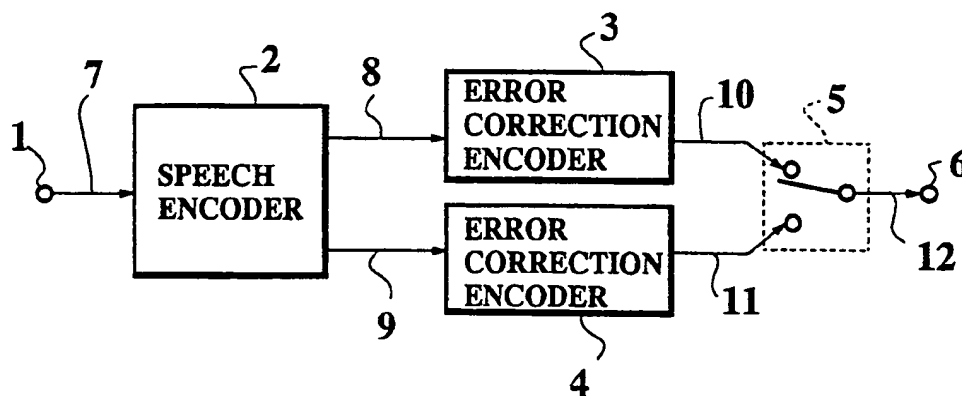 1
7
2
SPEECH
ENCODER
8
9
3
ERROR
CORRECTION
ENCODER
ERROR
CORRECTION
ENCODER
4
10
11
5
6
12